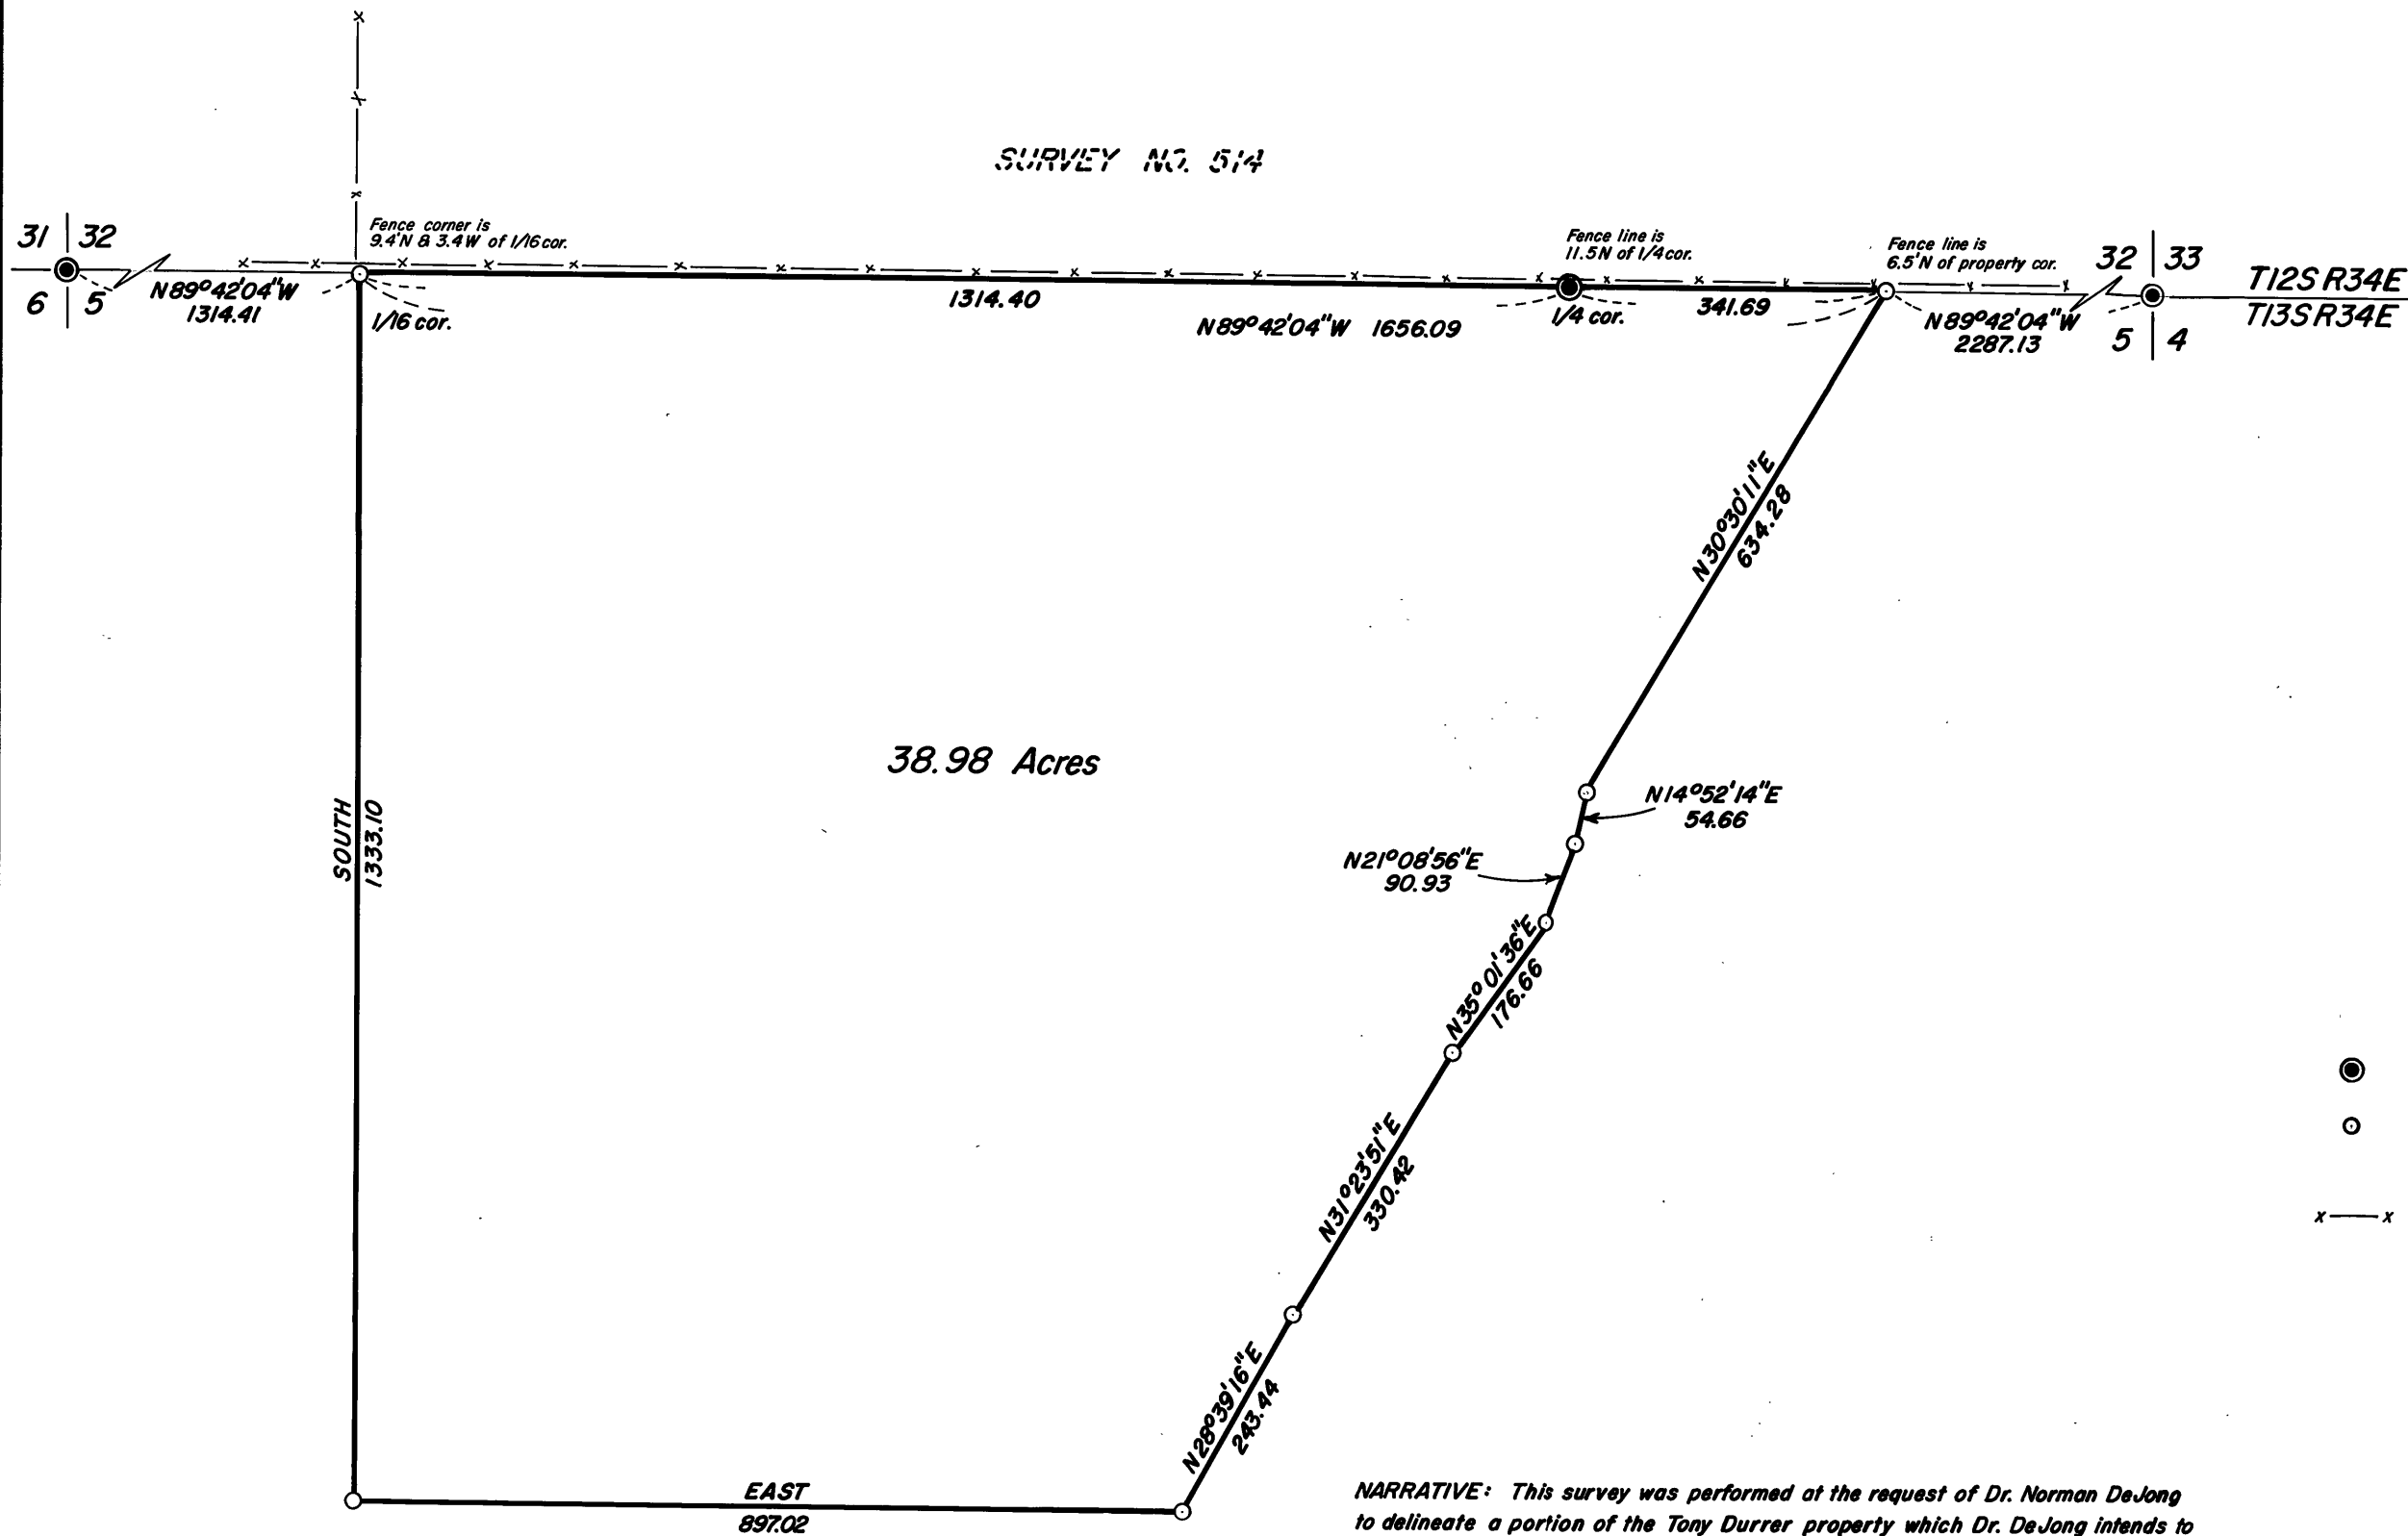 SURVEY NO. 514
31 32
6 5
N89°42'04"W
1314.41
Fence corner is
9.4'N & 3.4W of 1/16 cor.
1/16 cor.
1314.40
N89°42'04"W 1656.09
Fence line is
11.5N of 1/4 cor.
1/4 cor.
341.69
Fence line is
6.5'N of property cor.
N89°42'04"W
2287.13
32 33
5 4
T12S R34E
T13S R34E
N30°30'11"E
634.28
38.98 Acres
N14°52'14"E
54.66
N21°08'56"E
90.93
SOUTH
1333.10
N35°01'36"E
176.66
N31°23'51"E
330.42
N28°39'16"E
243.44
EAST
897.02
x x
NARRATIVE: This survey was performed at the request of Dr. Norman DeJong
to delineate a portion of the Tony Durrer property which Dr. DeJong intends to